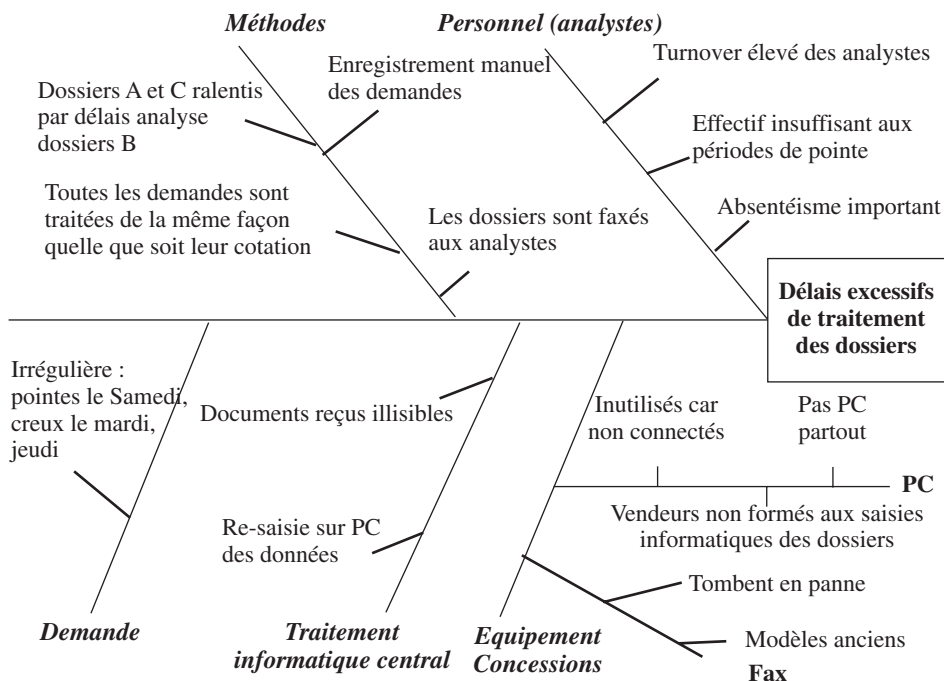 Méthodes
Personnel (analystes)
Dossiers A et C ralentis
par délais analyse
dossiers B
Enregistrement manuel
des demandes
Turnover élevé des analystes
Effectif insuffisant aux
périodes de pointe
Toutes les demandes sont
traitées de la même façon
quelle que soit leur cotation
Les dossiers sont faxés
aux analystes
Absentéisme important
Délais excessifs
de traitement
des dossiers
Irrégulière :
pointes le Samedi,
creux le mardi,
jeudi
Documents reçus illisibles
Inutilisés car
non connectés
Pas PC
partout
PC
Re-saisie sur PC
des données
Vendeurs non formés aux saisies
informatiques des dossiers
Tombent en panne
Modèles anciens
Fax
Demande
Traitement
informatique central
Equipement
Concessions